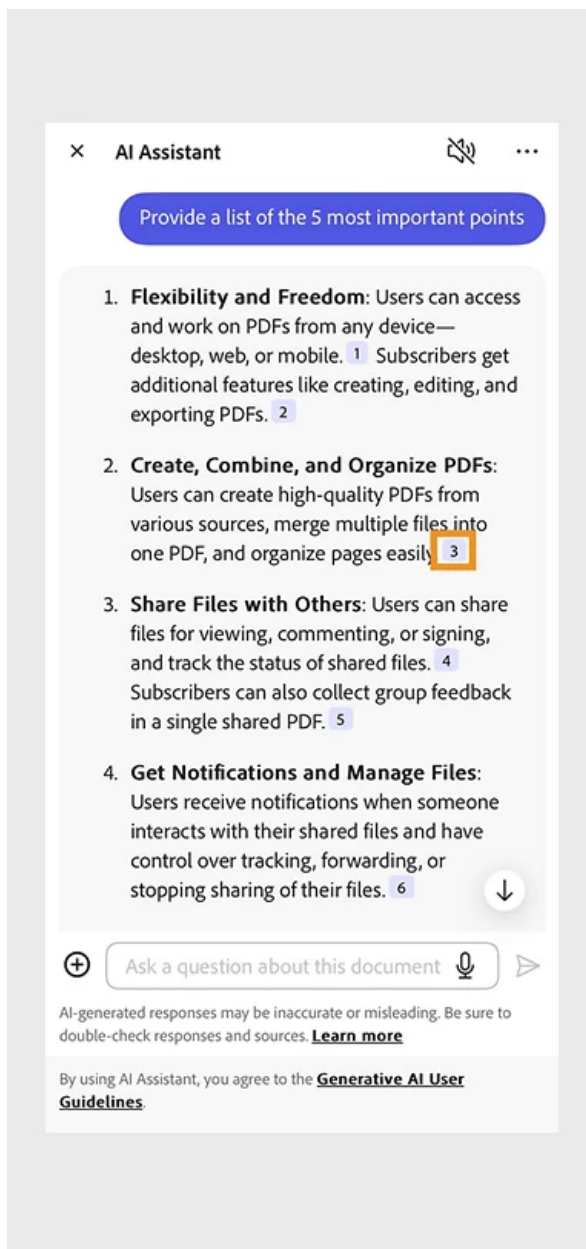 AI Assistant
Provide a list of the 5 most important points
1. Flexibility and Freedom: Users can access
and work on PDFs from any device—
desktop, web, or mobile. 1 Subscribers get
additional features like creating, editing, and
exporting PDFs. 2
2. Create, Combine, and Organize PDFs:
Users can create high-quality PDFs from
various sources, merge multiple files into
one PDF, and organize pages easily 3
3. Share Files with Others: Users can share
files for viewing, commenting, or signing,
and track the status of shared files. 4
Subscribers can also collect group feedback
in a single shared PDF. 5
4. Get Notifications and Manage Files:
Users receive notifications when someone
interacts with their shared files and have
control over tracking, forwarding, or
stopping sharing of their files. 6
Ask a question about this document
AI-generated responses may be inaccurate or misleading. Be sure to
double-check responses and sources. Learn more
By using AI Assistant, you agree to the Generative AI User
Guidelines.